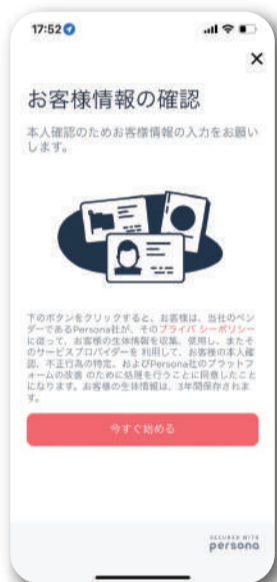 17:52
お客様情報の確認
本人確認のためお客様情報の入力をお願い
します。
下のボタンをクリックすると、お客様は、当社のベン
ダーであるPersona社が、そのプライバ シーポリシー
に従って、お客様の生体情報を収集、使用し、またそ
のサービスプロバイダーを 利用して、お客様の本人確
認、不正行為の特定、およびPersona社のプラットフ
ォームの改善 のために処理を行うことに同意したこと
になります。お客様の生体情報は、3年間保存されま
す。
今すぐ始める
SECURED WITH
persona